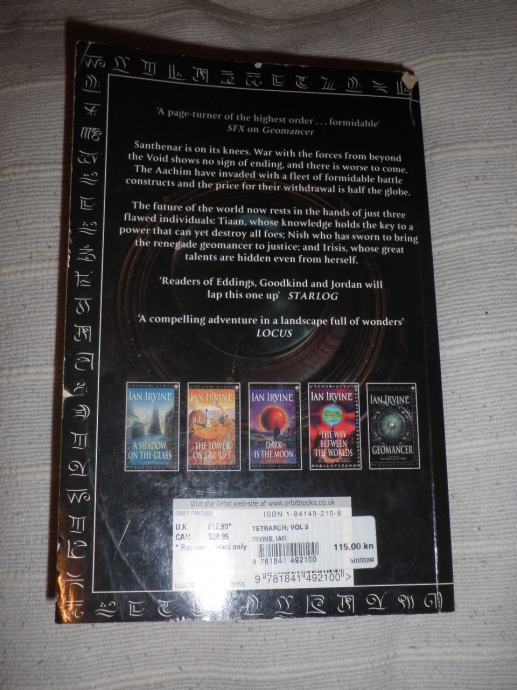 'A page-turner of the highest order . . . formidable'
SFX on Geomancer
Santhenar is on its knees. War with the forces from beyond
the Void shows no sign of ending, and there is worse to come.
The Aachim have invaded with a fleet of formidable battle
constructs and the price for their withdrawal is half the globe.
The future of the world now rests in the hands of just three
flawed individuals: Tiaan, whose knowledge holds the key to a
power that can yet destroy all foes; Nish who has sworn to bring
the renegade geomancer to justice; and Irisis, whose great
talents are hidden even from herself.
'Readers of Eddings, Goodkind and Jordan will
lap this one up' STARLOG
'A compelling adventure in a landscape full of wonders'
LOCUS
IAN IRVINE
A SHADOW
ON THE GLASS
IAN IRVINE
THE TOWER
ON THE RIFT
IAN IRVINE
DARK
IS THE MOON
IAN IRVINE
THE WAY
BETWEEN
THE WORLDS
IAN IRVINE
GEOMANCER
Visit the Orbit web-site at www.orbitbooks.co.uk
ORBIT FANTASY
ISBN 1-84149-210-8
U.K. £12.99*
CAN $24.95
* only
TETRARCH; VOL 2
IRVINE, IAN
9 781841 492100
115.00 kn
9 781841 492100 >